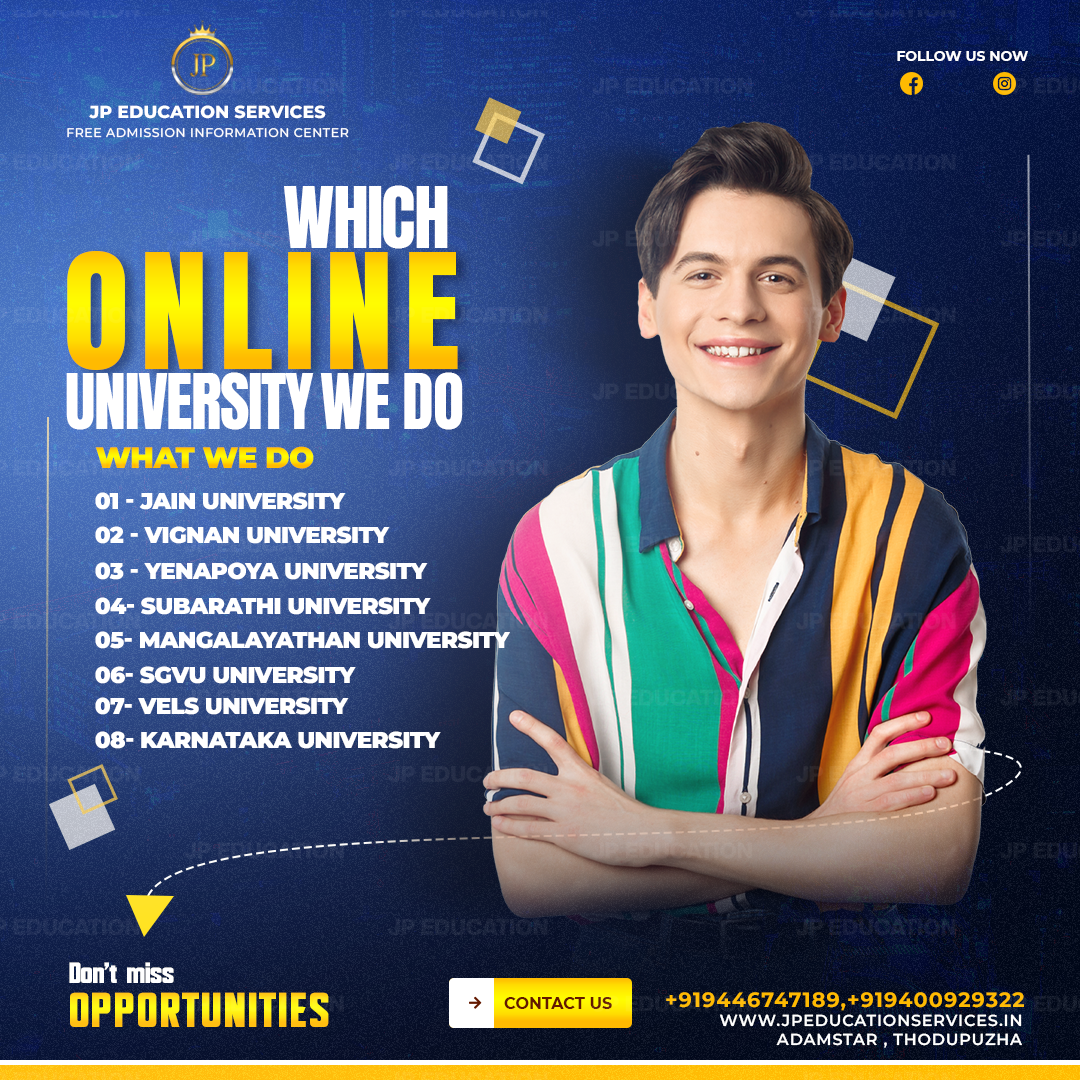 JP
JP EDUCATION SERVICES
FREE ADMISSION INFORMATION CENTER
FOLLOW US NOW
WHICH
ONLINE
UNIVERSITY WE DO
WHAT WE DO
01 - JAIN UNIVERSITY
02 - VIGNAN UNIVERSITY
03 - YENAPOYA UNIVERSITY
04- SUBARATHI UNIVERSITY
05- MANGALAYATHAN UNIVERSITY
06- SGVU UNIVERSITY
07- VELS UNIVERSITY
08- KARNATAKA UNIVERSITY
Don't miss
OPPORTUNITIES
CONTACT US
+919446747189,+919400929322
WWW.JPEDUCATIONSERVICES.IN
ADAMSTAR , THODUPUZHA
JP EDUCATION